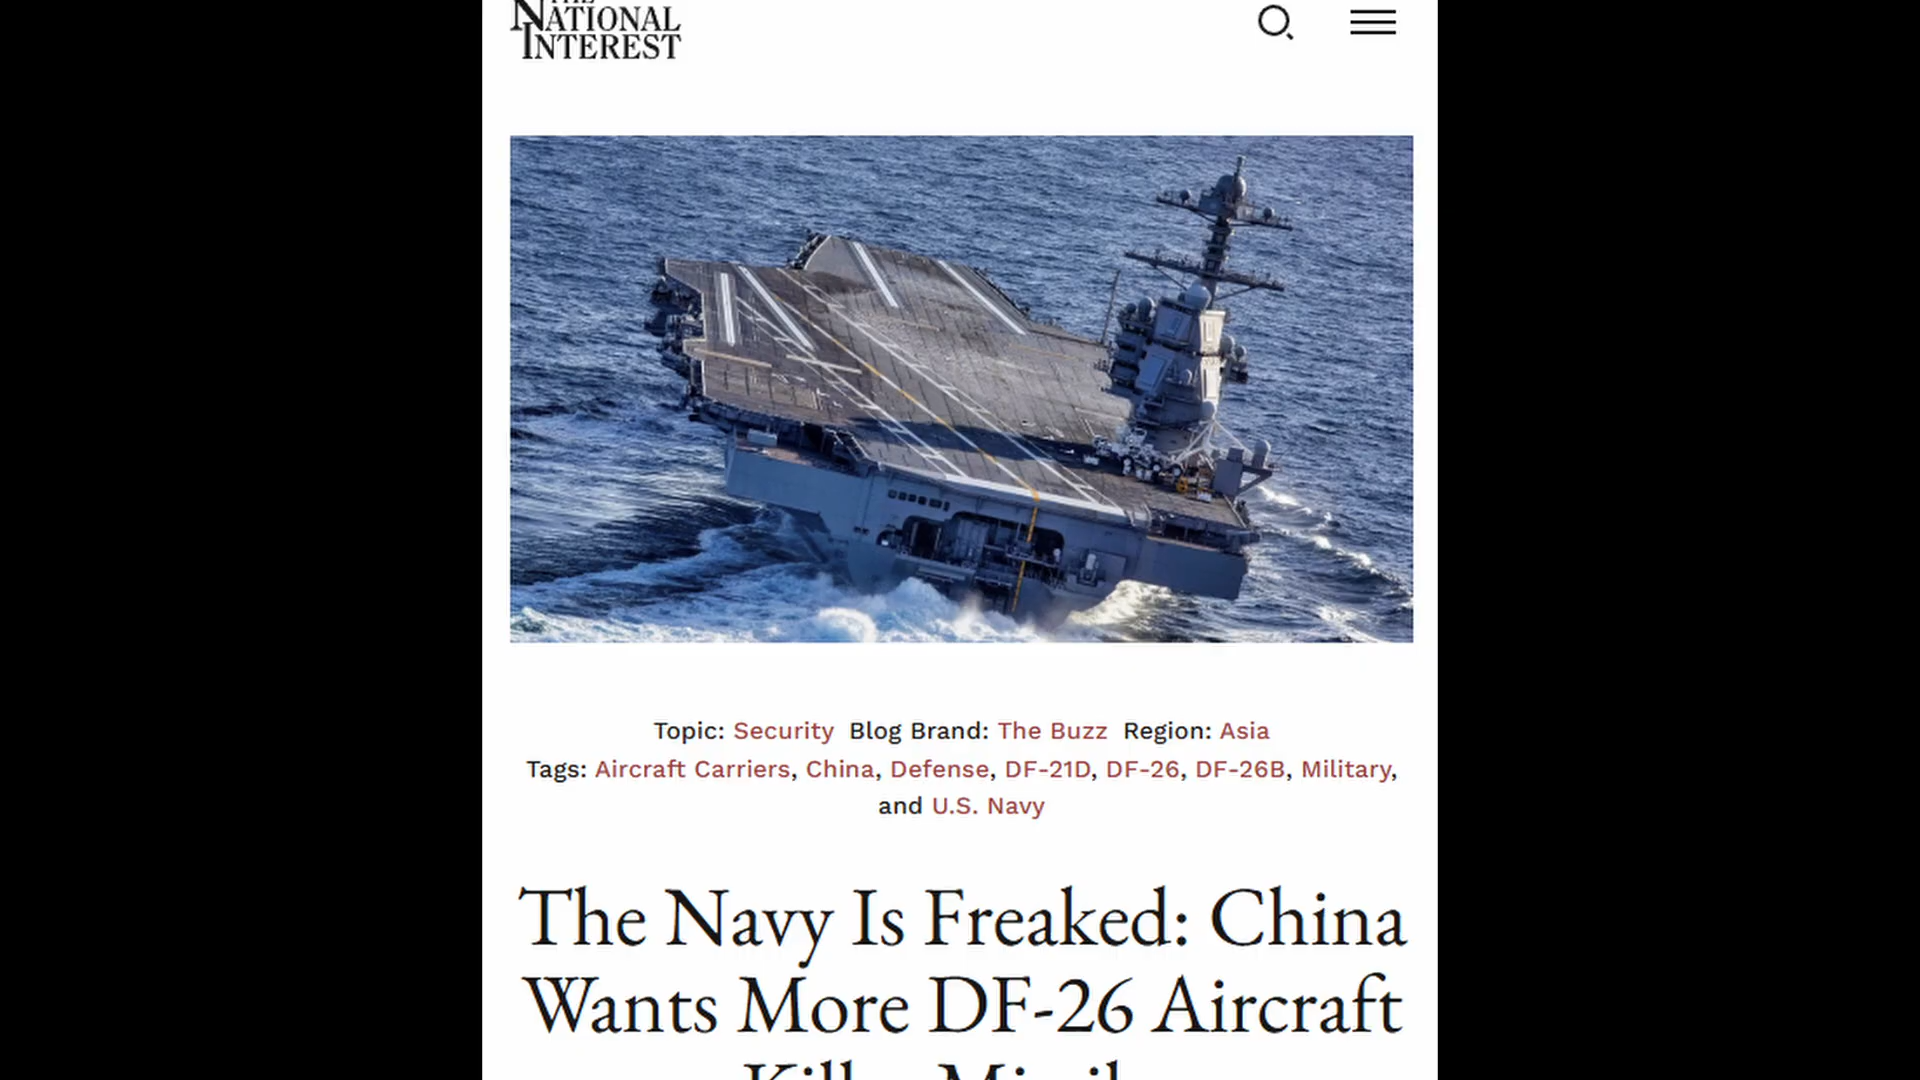 THE
NATIONAL
INTEREST
Topic: Security Blog Brand: The Buzz Region: Asia
Tags: Aircraft Carriers, China, Defense, DF-21D, DF-26, DF-26B, Military,
and U.S. Navy
The Navy Is Freaked: China
Wants More DF-26 Aircraft